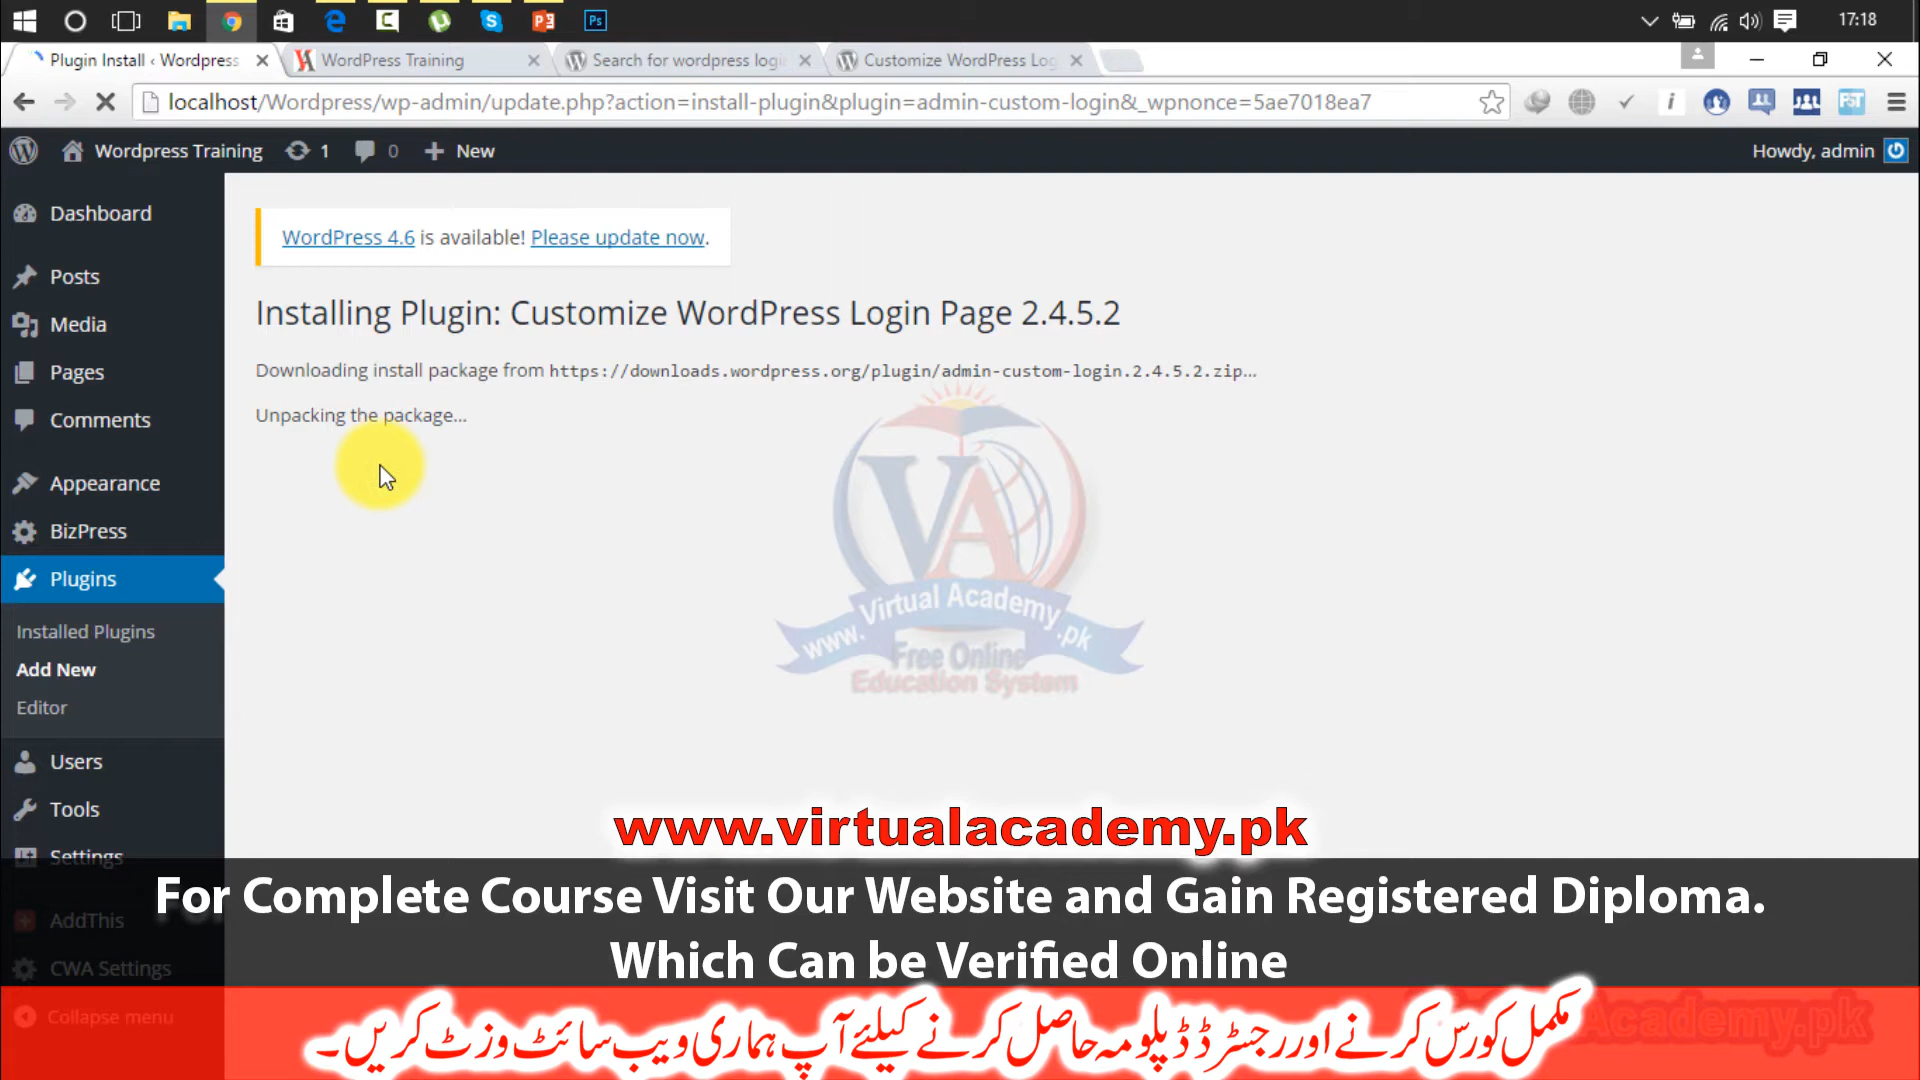 Ps
17:18
Plugin Install ‹ Wordpress
WordPress Training
Search for wordpress logi
Customize WordPress Log
localhost/Wordpress/wp-admin/update.php?action=install-plugin&plugin=admin-custom-login&_wpnonce=5ae7018ea7
Wordpress Training
1
0
New
Howdy, admin
Dashboard
WordPress 4.6 is available! Please update now.
Posts
Media
Pages
Comments
Appearance
BizPress
Plugins
Installed Plugins
Add New
Editor
Users
Tools
Settings
AddThis
CWA Settings
Collapse menu
Installing Plugin: Customize WordPress Login Page 2.4.5.2
Downloading install package from https://downloads.wordpress.org/plugin/admin-custom-login.2.4.5.2.zip…
Unpacking the package…
VA
www.Virtual Academy.pk
Free Online
Education System
www.virtualacademy.pk
For Complete Course Visit Our Website and Gain Registered Diploma.
Which Can be Verified Online
مکمل کورس کرنے اور رجسٹرڈ ڈپلومہ حاصل کرنے کیلئے آپ ہماری ویب سائٹ وزٹ کریں۔
Academy.pk